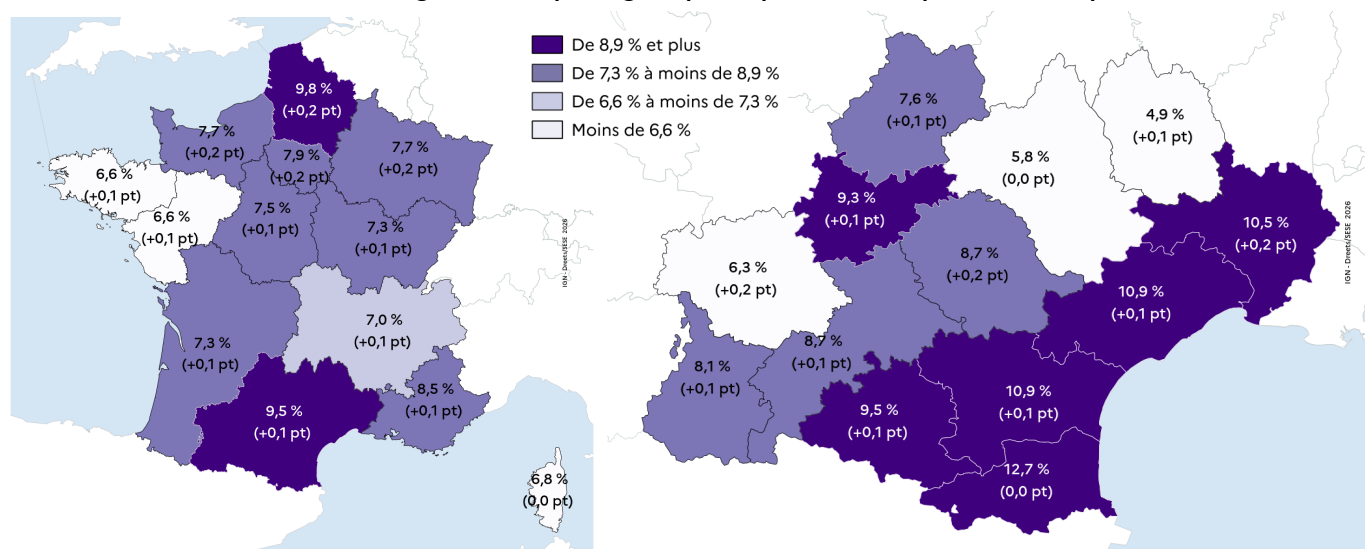 De 8,9 % et plus
De 7,3 % à moins de 8,9 %
De 6,6 % à moins de 7,3 %
Moins de 6,6 %
9,8 %
(+0,2 pt)
7,7 %
(+0,2 pt)
7,9 %
(+0,2 pt)
7,7 %
(+0,2 pt)
6,6 %
(+0,1 pt)
6,6 %
(+0,1 pt)
7,5 %
(+0,1 pt)
7,3 %
(+0,1 pt)
7,3 %
(+0,1 pt)
7,0 %
(+0,1 pt)
9,5 %
(+0,1 pt)
8,5 %
(+0,1 pt)
6,8 %
(0,0 pt)
IGN - Dreets/SESE 2026
7,6 %
(+0,1 pt)
5,8 %
(0,0 pt)
4,9 %
(+0,1 pt)
9,3 %
(+0,1 pt)
10,5 %
(+0,2 pt)
6,3 %
(+0,2 pt)
8,7 %
(+0,2 pt)
10,9 %
(+0,1 pt)
8,1 %
(+0,1 pt)
8,7 %
(+0,1 pt)
9,5 %
(+0,1 pt)
10,9 %
(+0,1 pt)
12,7 %
(0,0 pt)
IGN - Dreets/SESE 2026